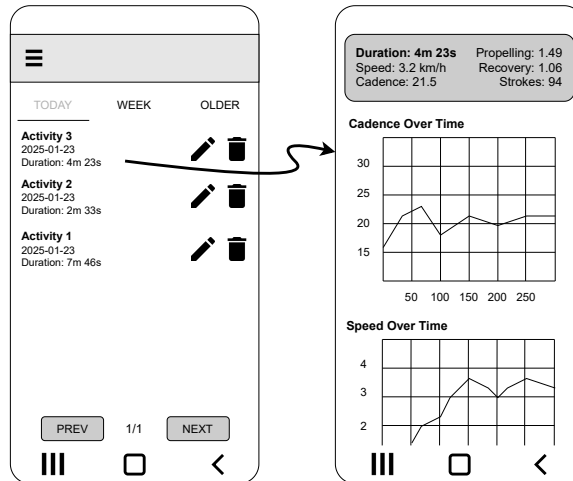 TODAY WEEK OLDER
Activity 3
2025-01-23
Duration: 4m 23s
Activity 2
2025-01-23
Duration: 2m 33s
Activity 1
2025-01-23
Duration: 7m 46s
PREV 1/1 NEXT
Duration: 4m 23s Propelling: 1.49
Speed: 3.2 km/h Recovery: 1.06
Cadence: 21.5 Strokes: 94
Cadence Over Time
30
25
20
15
50 100 150 200 250
Speed Over Time
4
3
2